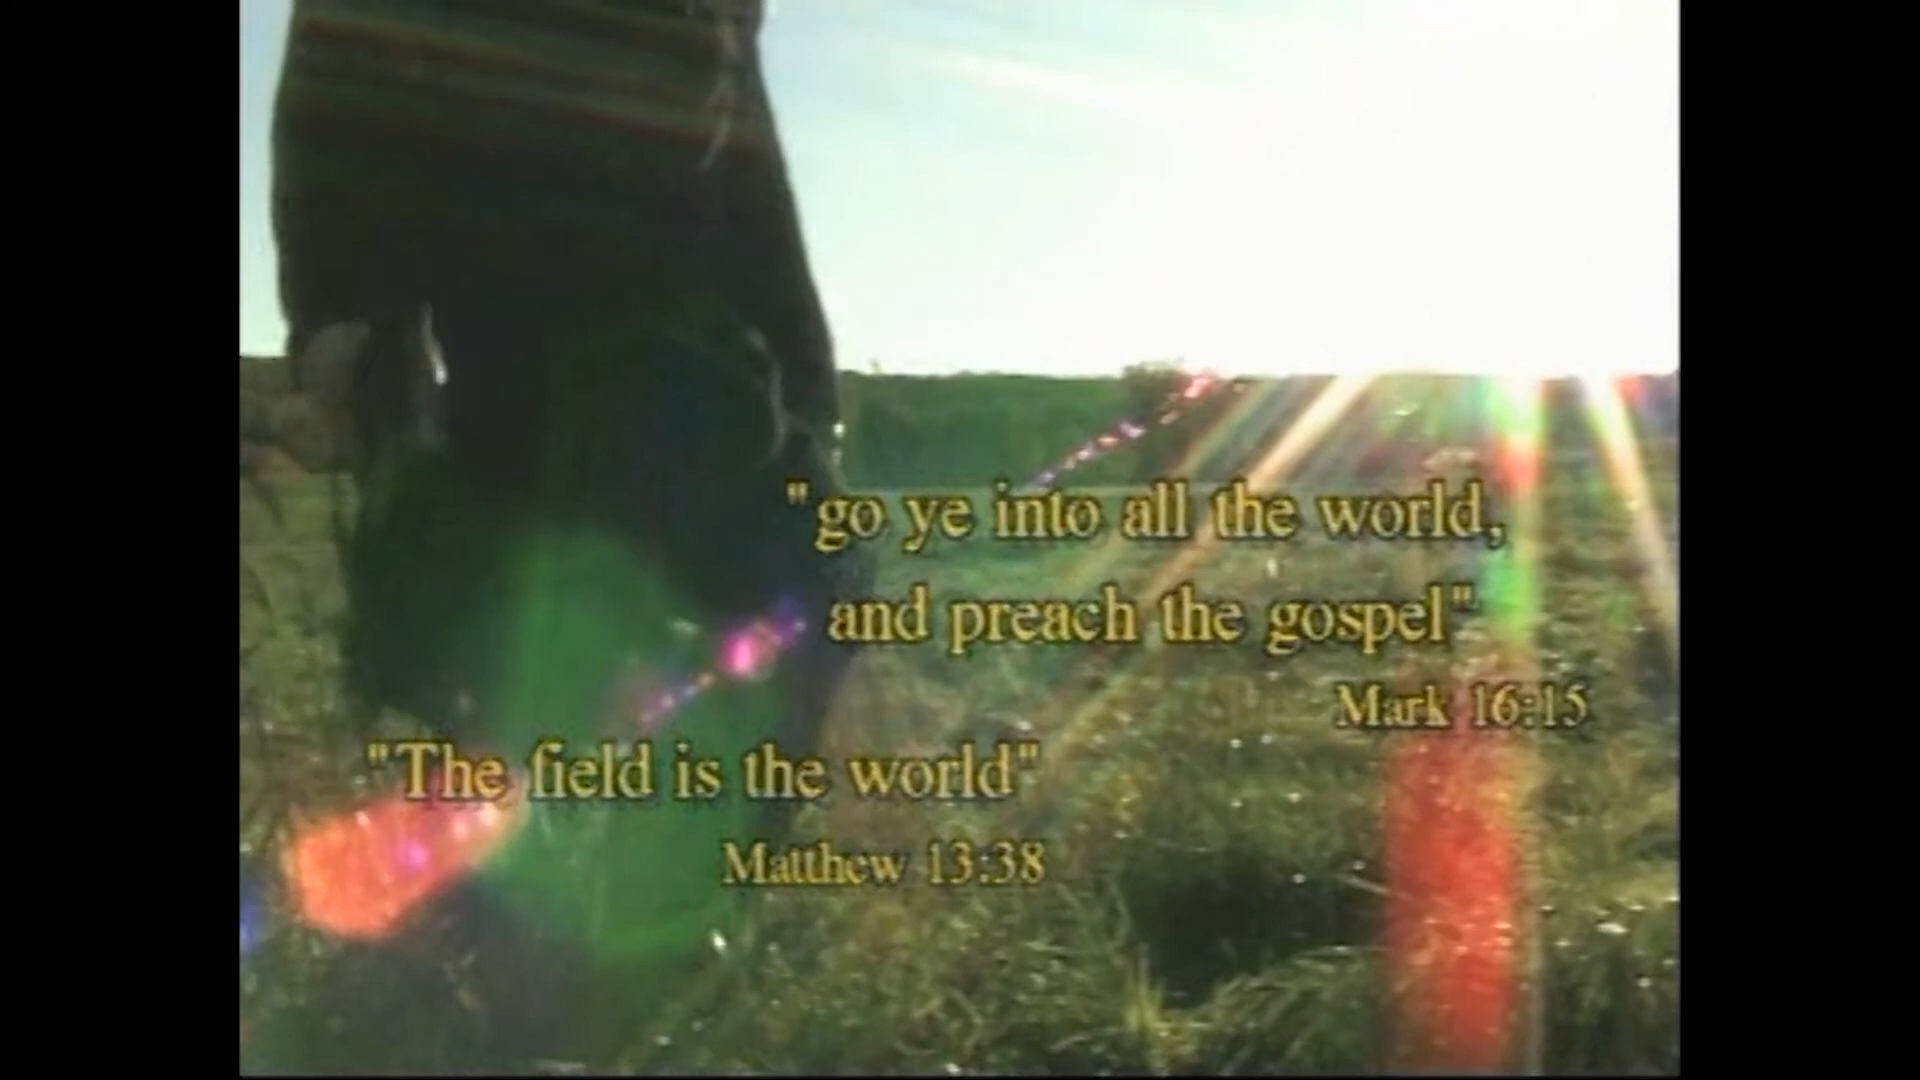 "go ye into all the world,
and preach the gospel"
Mark 16:15
"The field is the world"
Matthew 13:38